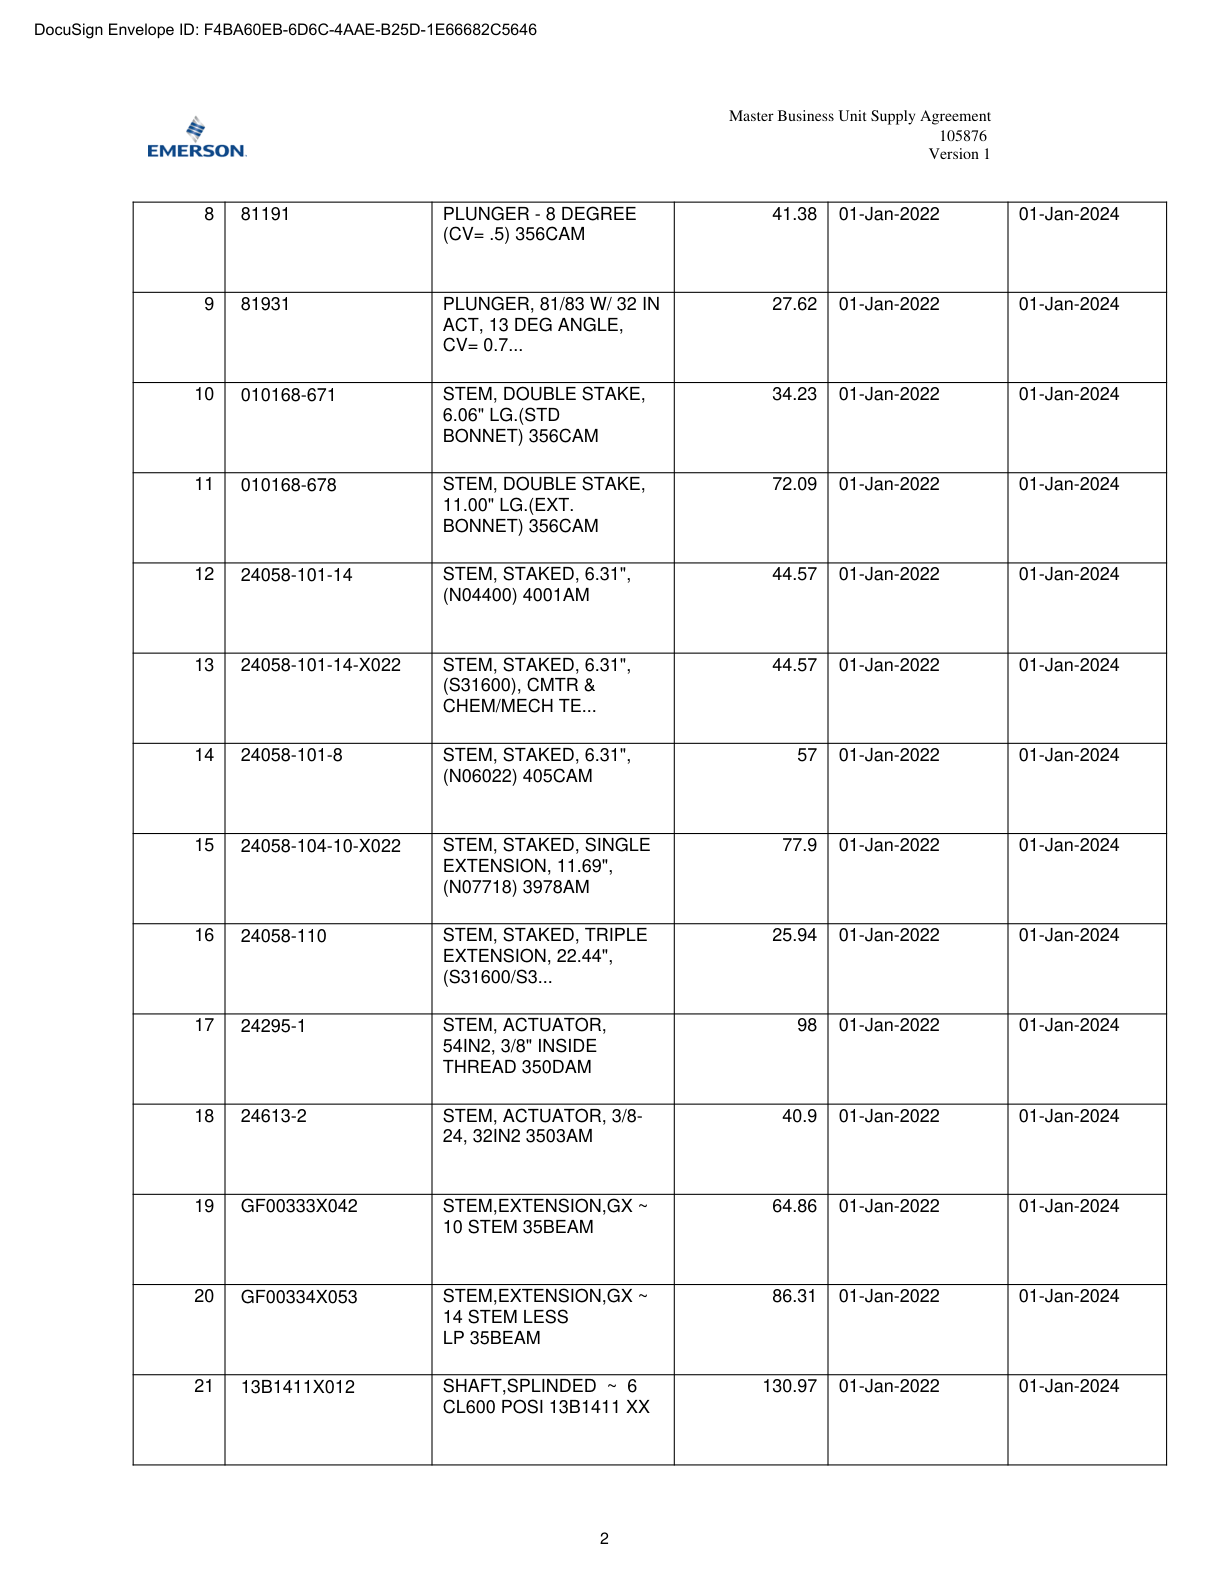 DocuSign Envelope ID: F4BA60EB-6D6C-4AAE-B25D-1E66682C5646
EMERSON
Master Business Unit Supply Agreement
105876
Version 1
8 81191 PLUNGER - 8 DEGREE 41.38 01-Jan-2022 01-Jan-2024
(CV= .5) 356CAM
9 81931 PLUNGER, 81/83 W/ 32 IN 27.62 01-Jan-2022 01-Jan-2024
ACT, 13 DEG ANGLE,
CV= 0.7...
10 010168-671 STEM, DOUBLE STAKE, 34.23 01-Jan-2022 01-Jan-2024
6.06" LG.(STD
BONNET) 356CAM
11 010168-678 STEM, DOUBLE STAKE, 72.09 01-Jan-2022 01-Jan-2024
11.00" LG.(EXT.
BONNET) 356CAM
12 24058-101-14 STEM, STAKED, 6.31", 44.57 01-Jan-2022 01-Jan-2024
(N04400) 4001AM
13 24058-101-14-X022 STEM, STAKED, 6.31", 44.57 01-Jan-2022 01-Jan-2024
(S31600), CMTR &
CHEM/MECH TE...
14 24058-101-8 STEM, STAKED, 6.31", 57 01-Jan-2022 01-Jan-2024
(N06022) 405CAM
15 24058-104-10-X022 STEM, STAKED, SINGLE 77.9 01-Jan-2022 01-Jan-2024
EXTENSION, 11.69",
(N07718) 3978AM
16 24058-110 STEM, STAKED, TRIPLE 25.94 01-Jan-2022 01-Jan-2024
EXTENSION, 22.44",
(S31600/S3...
17 24295-1 STEM, ACTUATOR, 98 01-Jan-2022 01-Jan-2024
54IN2, 3/8" INSIDE
THREAD 350DAM
18 24613-2 STEM, ACTUATOR, 3/8- 40.9 01-Jan-2022 01-Jan-2024
24, 32IN2 3503AM
19 GF00333X042 STEM,EXTENSION,GX ~ 64.86 01-Jan-2022 01-Jan-2024
10 STEM 35BEAM
20 GF00334X053 STEM,EXTENSION,GX ~ 86.31 01-Jan-2022 01-Jan-2024
14 STEM LESS
LP 35BEAM
21 13B1411X012 SHAFT,SPLINDED ~ 6 130.97 01-Jan-2022 01-Jan-2024
CL600 POSI 13B1411 XX
2